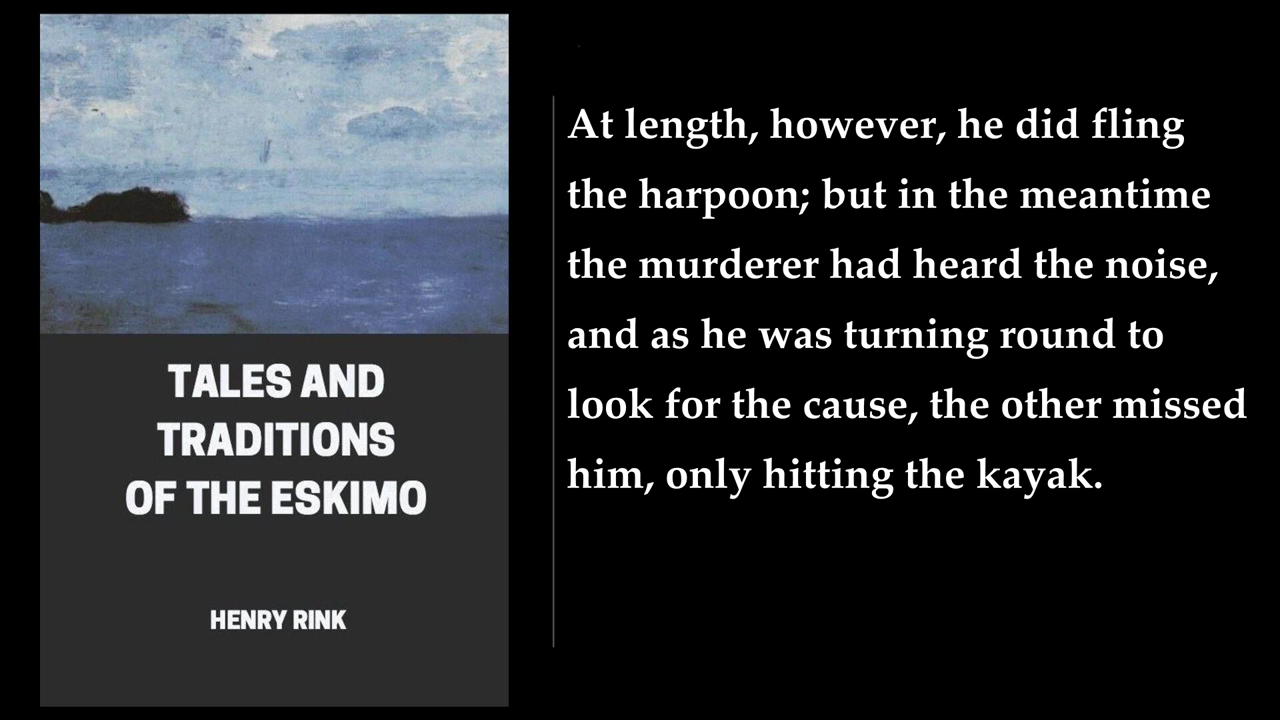 TALES AND
TRADITIONS
OF THE ESKIMO
HENRY RINK
At length, however, he did fling
the harpoon; but in the meantime
the murderer had heard the noise,
and as he was turning round to
look for the cause, the other missed
him, only hitting the kayak.